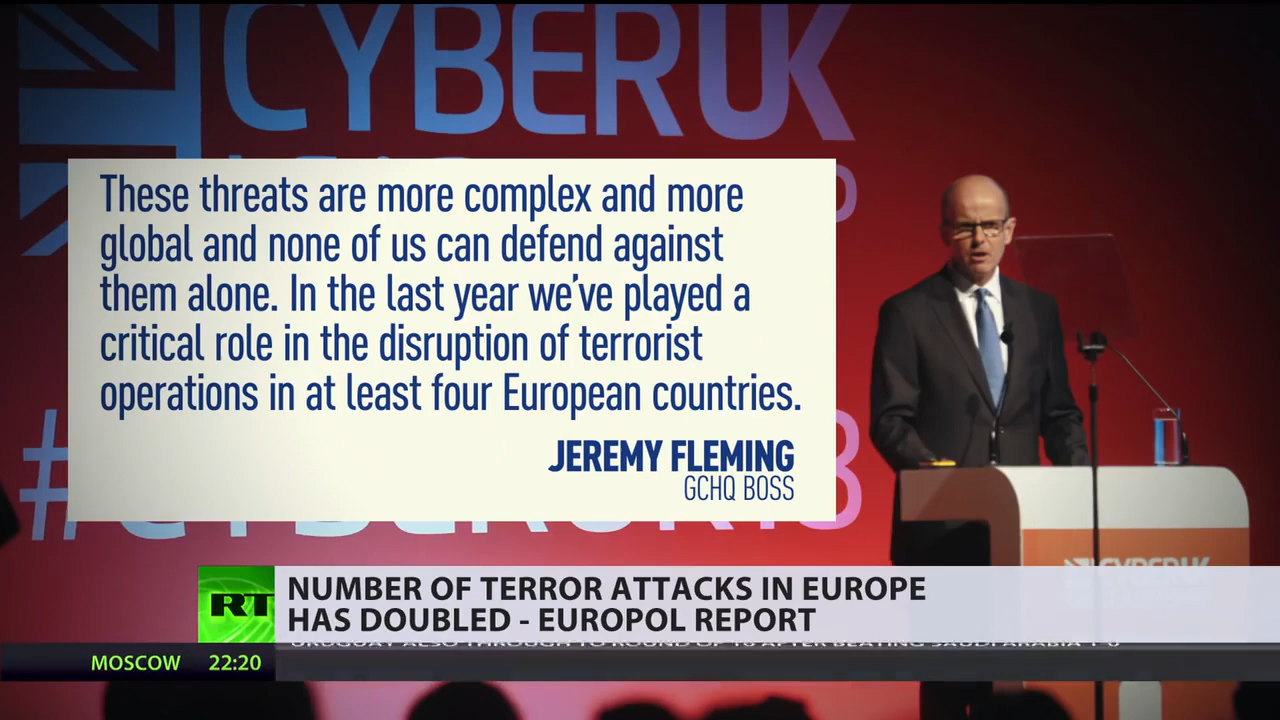 CYBERUK
These threats are more complex and more
global and none of us can defend against
them alone. In the last year we've played a
critical role in the disruption of terrorist
operations in at least four European countries.
JEREMY FLEMING
GCHQ BOSS
CYBERUK
RT
NUMBER OF TERROR ATTACKS IN EUROPE
HAS DOUBLED - EUROPOL REPORT
MOSCOW 22:20